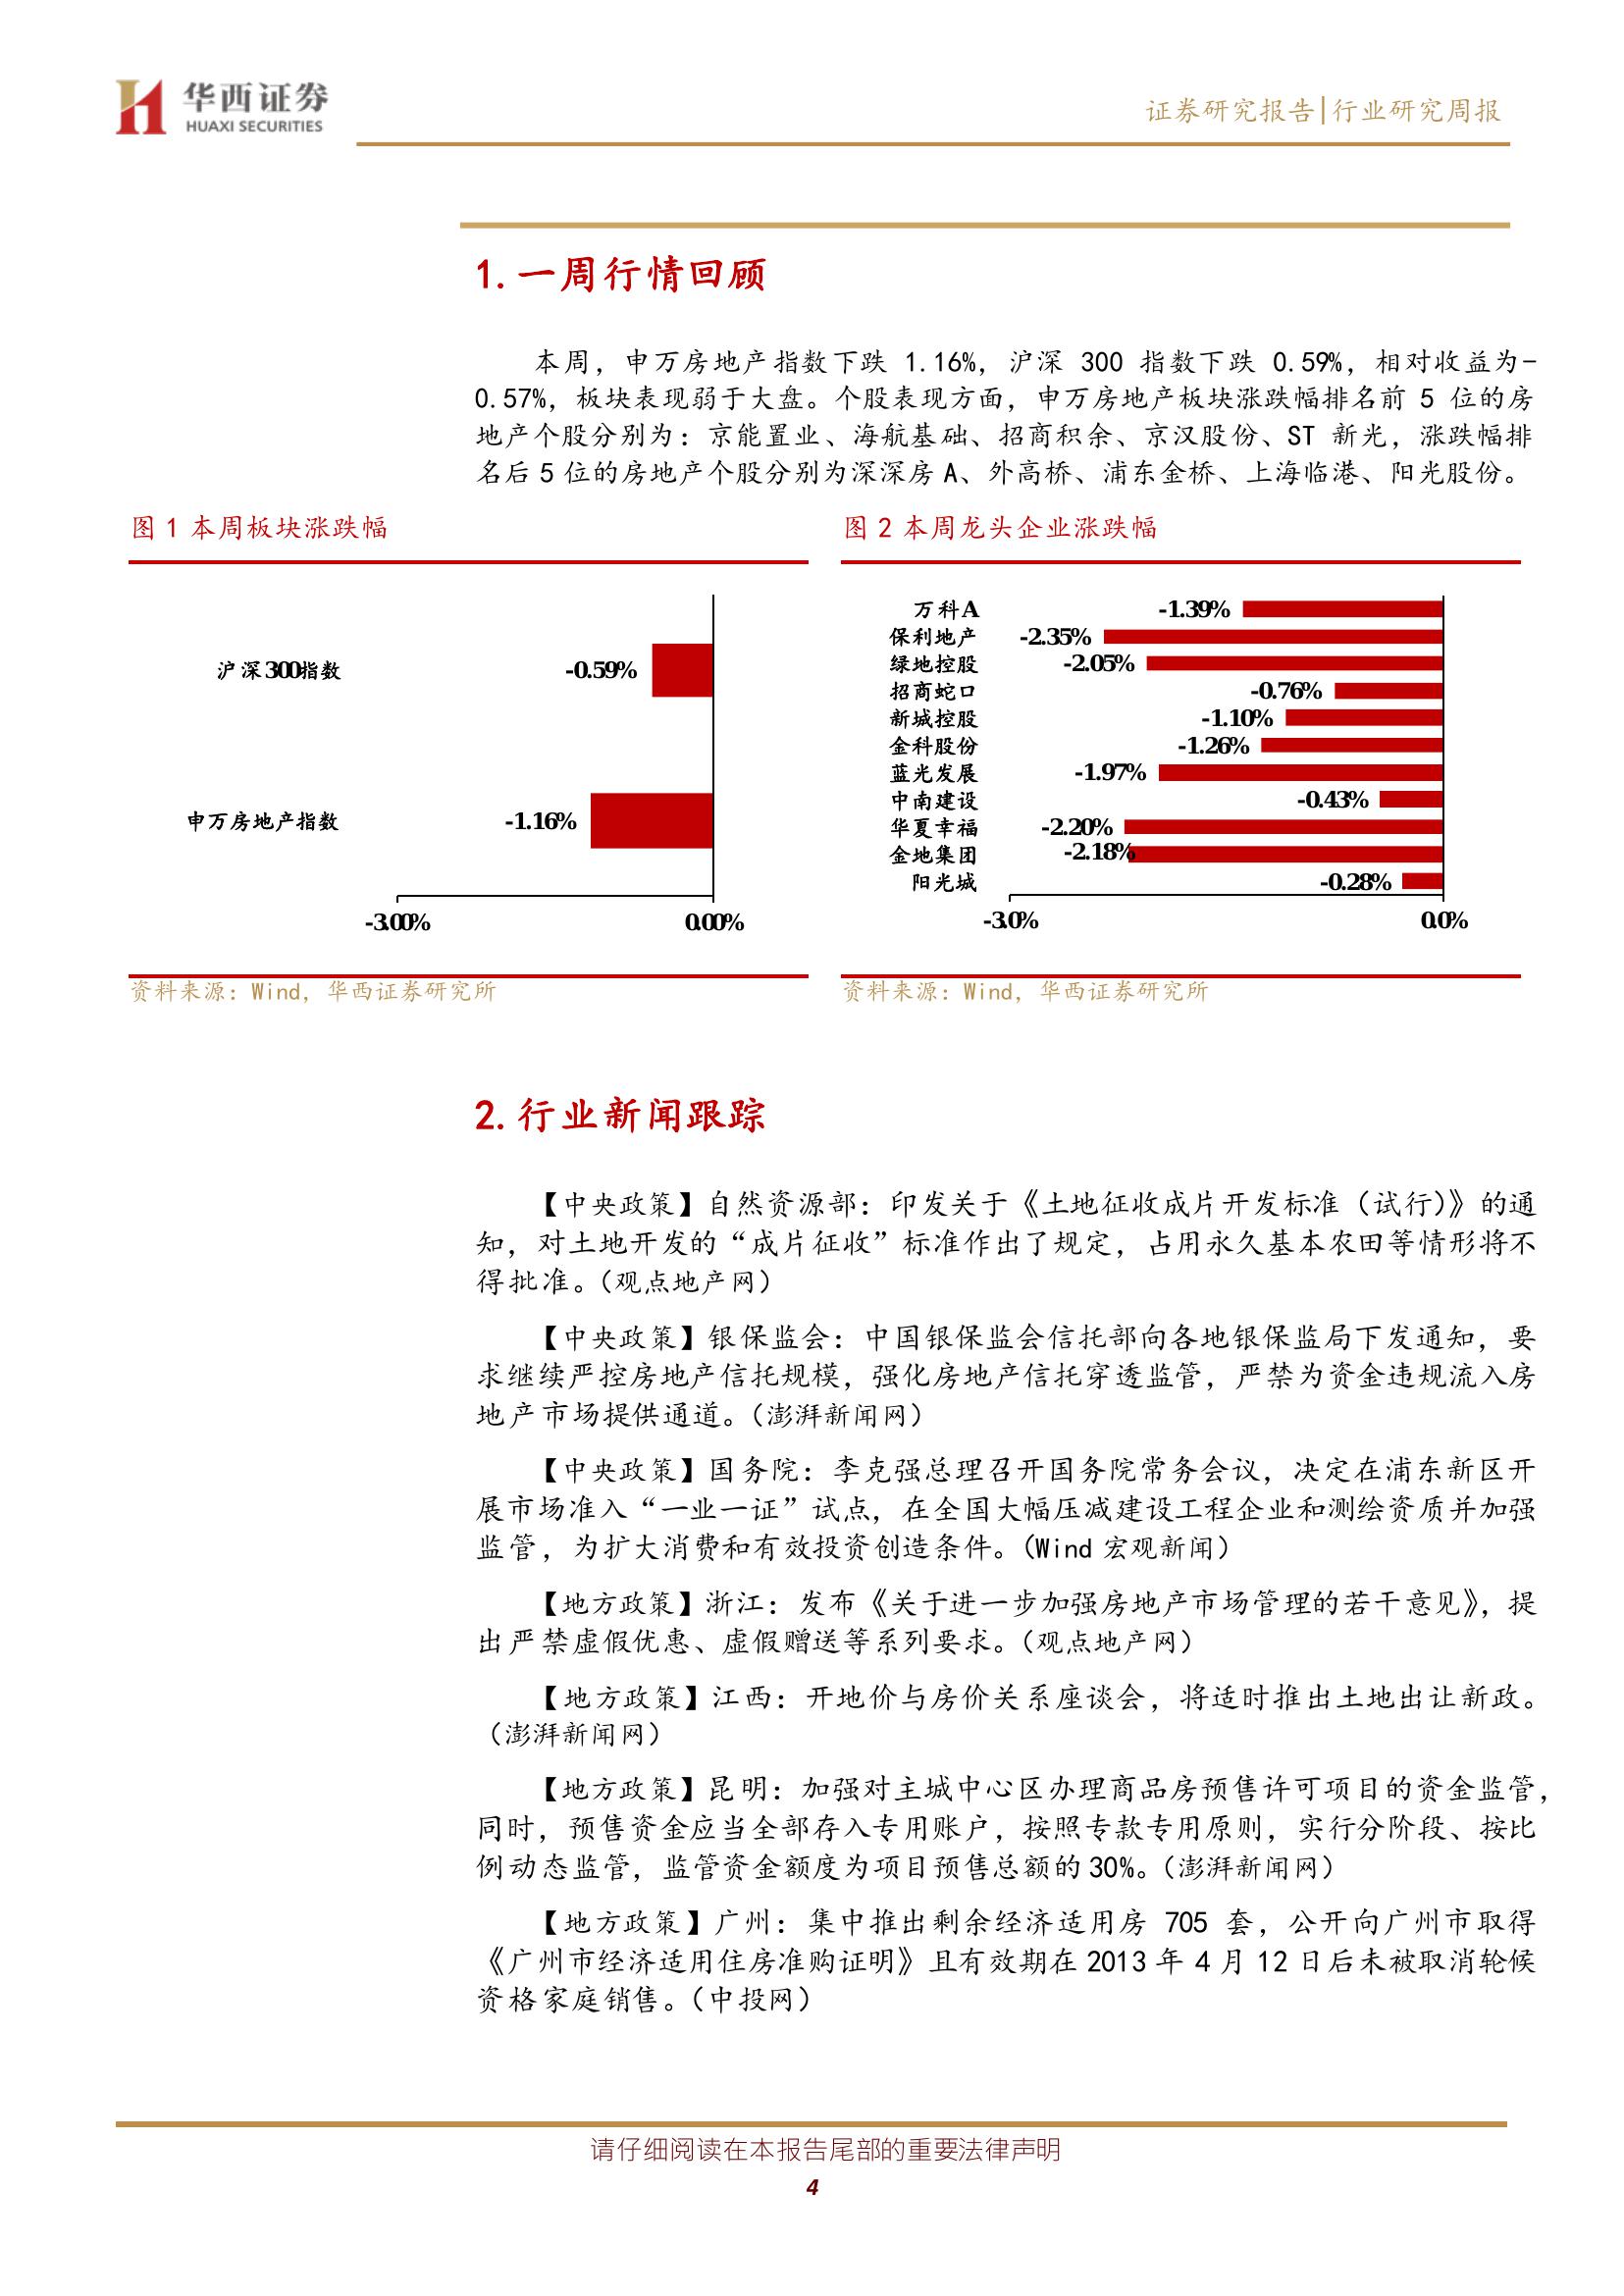 华西证券
HUAXI SECURITIES
证券研究报告|行业研究周报
1.一周行情回顾
本周，申万房地产指数下跌 1.16%，沪深 300 指数下跌 0.59%，相对收益为-
0.57%，板块表现弱于大盘。个股表现方面，申万房地产板块涨跌幅排名前 5 位的房
地产个股分别为：京能置业、海航基础、招商积余、京汉股份、ST 新光，涨跌幅排
名后 5 位的房地产个股分别为深深房 A、外高桥、浦东金桥、上海临港、阳光股份。
图 1 本周板块涨跌幅
沪深300指数
-0.59%
申万房地产指数
-1.16%
-3.00%
0.00%
资料来源：Wind，华西证券研究所
图 2 本周龙头企业涨跌幅
万科A -1.39%
保利地产 -2.35%
绿地控股 -2.05%
招商蛇口 -0.76%
新城控股 -1.10%
金科股份 -1.26%
蓝光发展 -1.97%
中南建设 -0.43%
华夏幸福 -2.20%
金地集团 -2.18%
阳光城 -0.28%
-3.0%
0.0%
资料来源：Wind，华西证券研究所
2.行业新闻跟踪
【中央政策】自然资源部：印发关于《土地征收成片开发标准（试行）》的通
知，对土地开发的“成片征收”标准作出了规定，占用永久基本农田等情形将不
得批准。（观点地产网）
【中央政策】银保监会：中国银保监会信托部向各地银保监局下发通知，要
求继续严控房地产信托规模，强化房地产信托穿透监管，严禁为资金违规流入房
地产市场提供通道。（澎湃新闻网）
【中央政策】国务院：李克强总理召开国务院常务会议，决定在浦东新区开
展市场准入“一业一证”试点，在全国大幅压减建设工程企业和测绘资质并加强
监管，为扩大消费和有效投资创造条件。（Wind 宏观新闻）
【地方政策】浙江：发布《关于进一步加强房地产市场管理的若干意见》，提
出严禁虚假优惠、虚假赠送等系列要求。（观点地产网）
【地方政策】江西：开地价与房价关系座谈会，将适时推出土地出让新政。
（澎湃新闻网）
【地方政策】昆明：加强对主城中心区办理商品房预售许可项目的资金监管，
同时，预售资金应当全部存入专用账户，按照专款专用原则，实行分阶段、按比
例动态监管，监管资金额度为项目预售总额的 30%。（澎湃新闻网）
【地方政策】广州：集中推出剩余经济适用房 705 套，公开向广州市取得
《广州市经济适用住房准购证明》且有效期在 2013 年 4 月 12 日后未被取消轮候
资格家庭销售。（中投网）
请仔细阅读在本报告尾部的重要法律声明
4